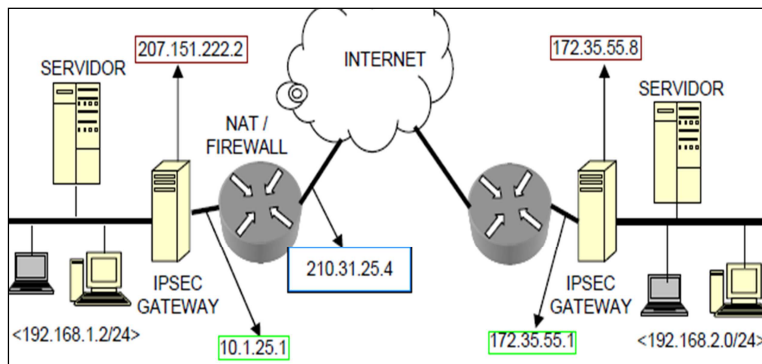 207.151.222.2
INTERNET
172.35.55.8
SERVIDOR
SERVIDOR
NAT /
FIREWALL
210.31.25.4
IPSEC
GATEWAY
IPSEC
GATEWAY
<192.168.1.2/24>
10.1.25.1
172.35.55.1
<192.168.2.0/24>